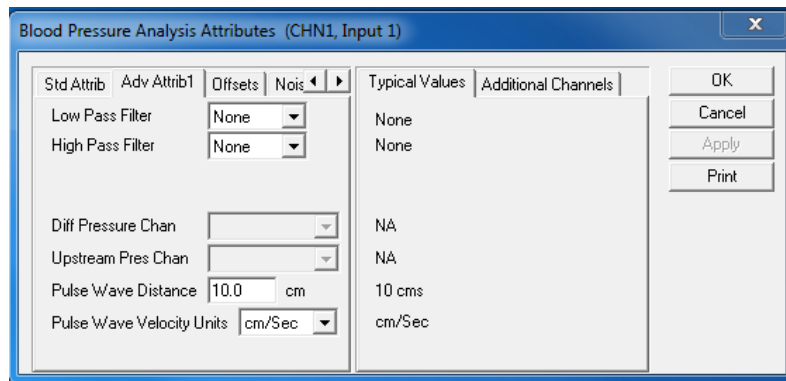 Blood Pressure Analysis Attributes (CHN1, Input 1)
x
Std Attrib Adv Attrib1 Offsets Nois
Typical Values Additional Channels
OK
Low Pass Filter None None
Cancel
High Pass Filter None None
Apply
Print
Diff Pressure Chan NA
Upstream Pres Chan NA
Pulse Wave Distance 10.0 cm 10 cms
Pulse Wave Velocity Units cm/Sec cm/Sec